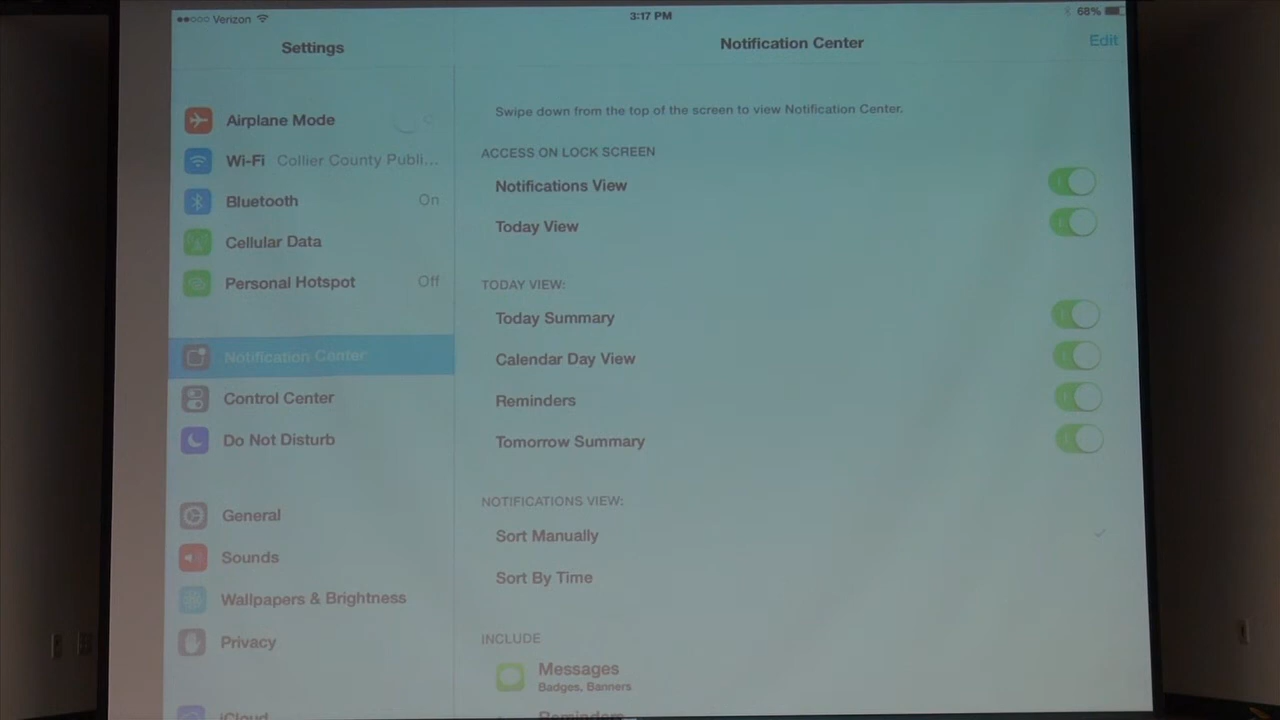 Verizon
3:17 PM
68%
Settings
Notification Center
Edit
Airplane Mode
Wi-Fi Collier County Publi...
Bluetooth On
Cellular Data
Personal Hotspot Off
Notification Center
Control Center
Do Not Disturb
General
Sounds
Wallpapers & Brightness
Privacy
iCloud
Swipe down from the top of the screen to view Notification Center.
ACCESS ON LOCK SCREEN
Notifications View
Today View
TODAY VIEW:
Today Summary
Calendar Day View
Reminders
Tomorrow Summary
NOTIFICATIONS VIEW:
Sort Manually
Sort By Time
INCLUDE
Messages
Badges, Banners
Reminders